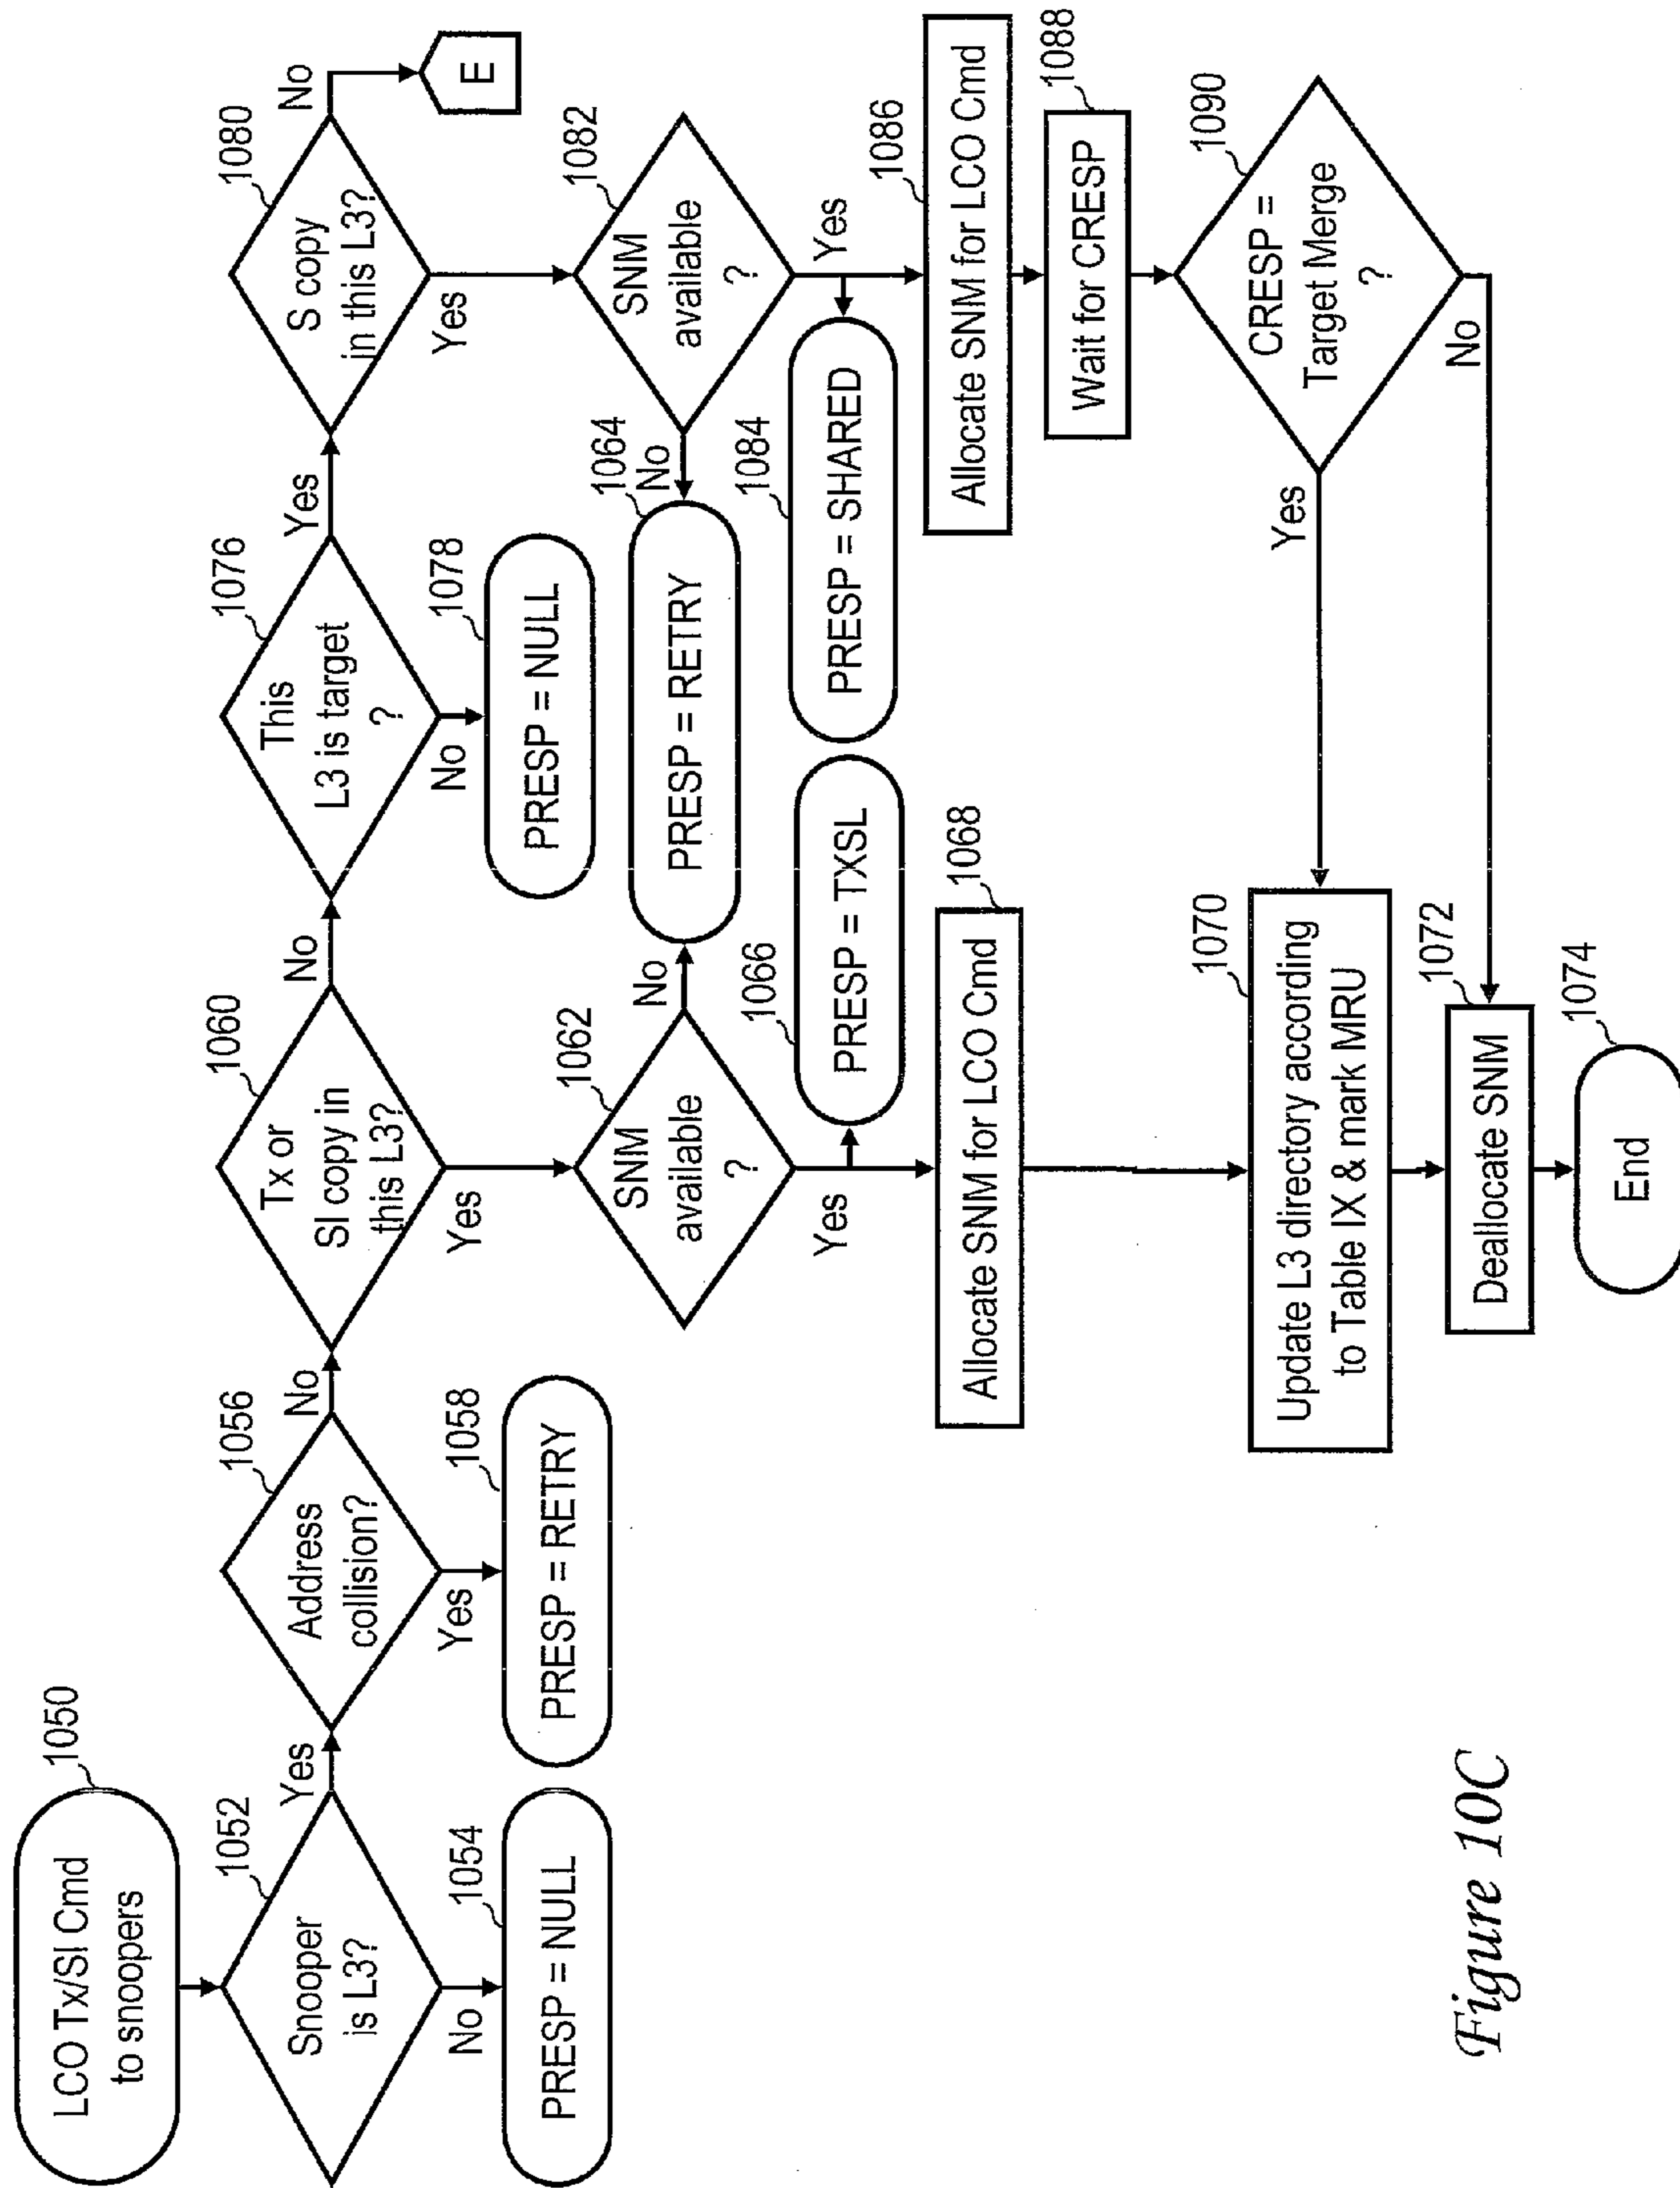 LCO Tx/Sl Cmd
to snoopers
1050
Snooper
is L3?
1052
Yes
No
PRESP = NULL
1054
Address
collision?
1056
No
Yes
PRESP = RETRY
1058
Tx or
Sl copy in
this L3?
1060
No
Yes
SNM
available
?
1062
No
Yes
PRESP = RETRY
1064
PRESP = TXSL
1066
Allocate SNM for LCO Cmd
1068
Update L3 directory according
to Table IX & mark MRU
1070
Deallocate SNM
1072
End
1074
This
L3 is target
?
1076
Yes
No
PRESP = NULL
1078
S copy
in this L3?
1080
No
E
Yes
SNM
available
?
1082
No
Yes
PRESP = SHARED
1084
Allocate SNM for LCO Cmd
1086
Wait for CRESP
1088
CRESP =
Target Merge
?
1090
Yes
No
Figure 10C